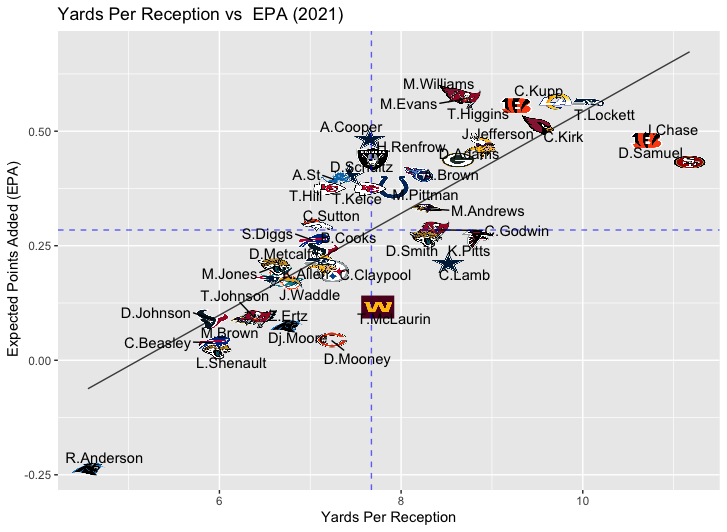 Yards Per Reception vs  EPA (2021)
M.Williams
C.Kupp
M.Evans
T.Higgins
T.Lockett
0.50
A.Cooper
J.Jefferson
C.Kirk
J.Chase
H.Renfrow
D.Adams
D.Samuel
D.Schultz
A.St
A.Brown
T.Hill
T.Kelce
M.Pittman
M.Andrews
C.Sutton
S.Diggs
B.Cooks
C.Godwin
0.25
D.Metcalf
D.Smith
K.Pitts
M.Jones
K.Allen
C.Claypool
C.Lamb
T.Johnson
J.Waddle
D.Johnson
Z.Ertz
W
T.McLaurin
M.Brown
Dj.Moore
C.Beasley
L.Shenault
D.Mooney
0.00
R.Anderson
-0.25
6
8
10
Yards Per Reception
Expected Points Added (EPA)